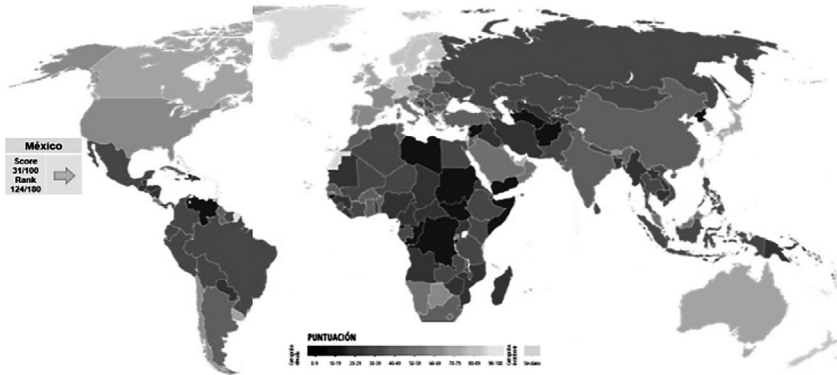 México
Score
31/100
Rank
124/180
PUNTUACIÓN
0-9 10-19 20-29 30-39 40-49 50-59 60-69 70-79 80-89 90-100 Sin datos